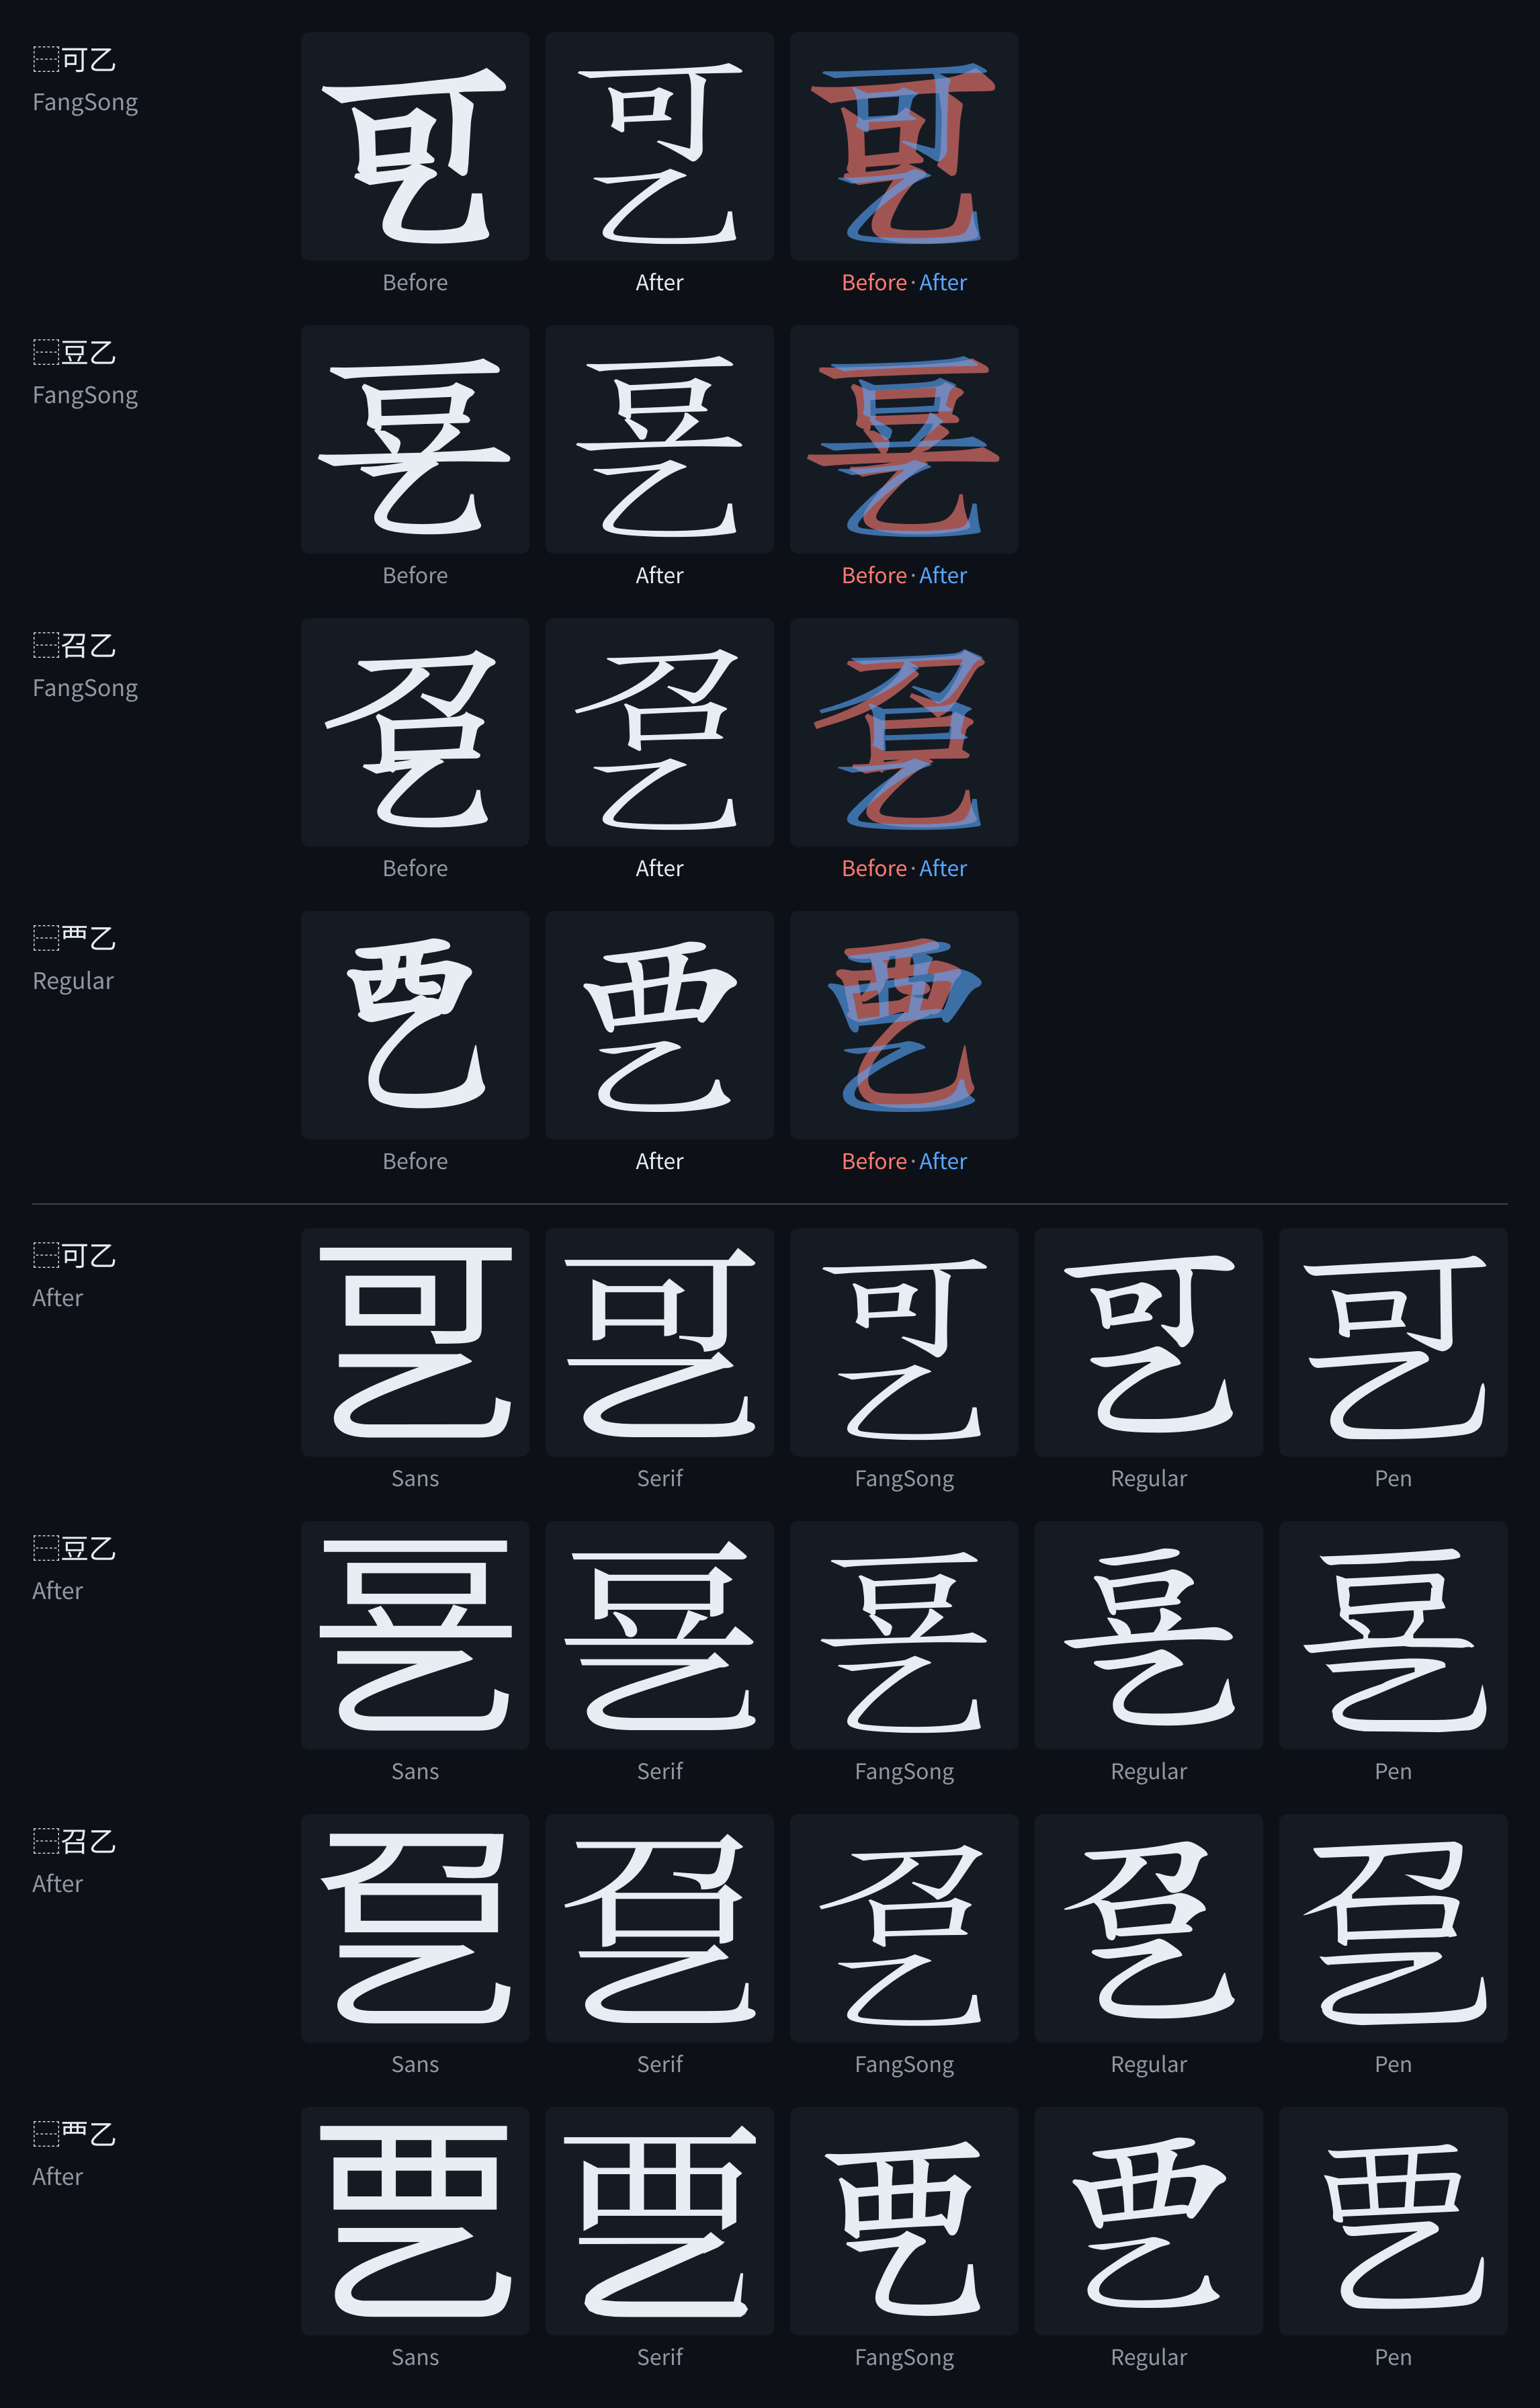 ⿱可乙
FangSong
Before
After
Before·After
⿱豆乙
FangSong
Before
After
Before·After
⿱召乙
FangSong
Before
After
Before·After
⿱覀乙
Regular
Before
After
Before·After
⿱可乙
After
Sans
Serif
FangSong
Regular
Pen
⿱豆乙
After
Sans
Serif
FangSong
Regular
Pen
⿱召乙
After
Sans
Serif
FangSong
Regular
Pen
⿱覀乙
After
Sans
Serif
FangSong
Regular
Pen